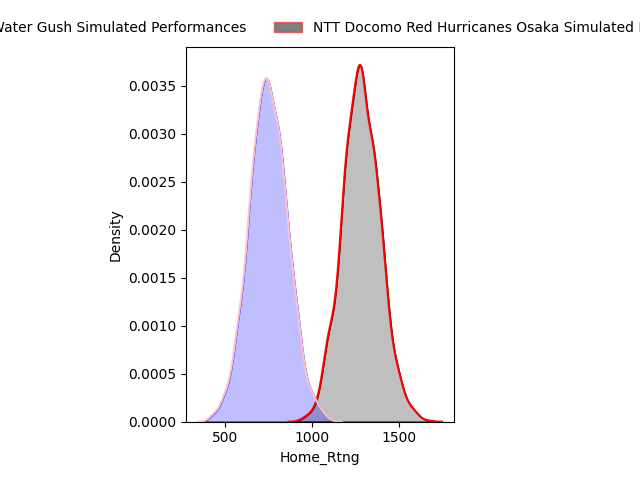 Water Gush Simulated Performances NTT Docomo Red Hurricanes Osaka Simulated
0.0035
0.0030
0.0025
0.0020
0.0015
0.0010
0.0005
0.0000
Density
500 1000 1500
Home_Rtng